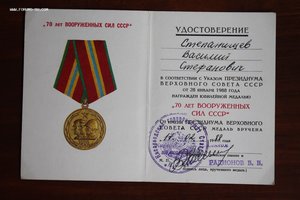 "70 ЛЕТ ВООРУЖЕННЫХ
СИЛ СССР"
УДОСТОВЕРЕНИЕ
Степанищев
Василий
Стефанович
В СООТВЕТСТВИИ С УКАЗОМ ПРЕЗИДИУМА
ВЕРХОВНОГО СОВЕТА СССР
ОТ 28 ЯНВАРЯ 1988 ГОДА
НАГРАЖДЕН ЮБИЛЕЙНОЙ МЕДАЛЬЮ
"70 ЛЕТ ВООРУЖЕННЫХ
СИЛ СССР"
ОТ ИМЕНИ ПРЕЗИДИУМА ВЕРХОВНОГО
СОВЕТА СССР МЕДАЛЬ ВРУЧЕНА
РАДИОНОВ В. В.